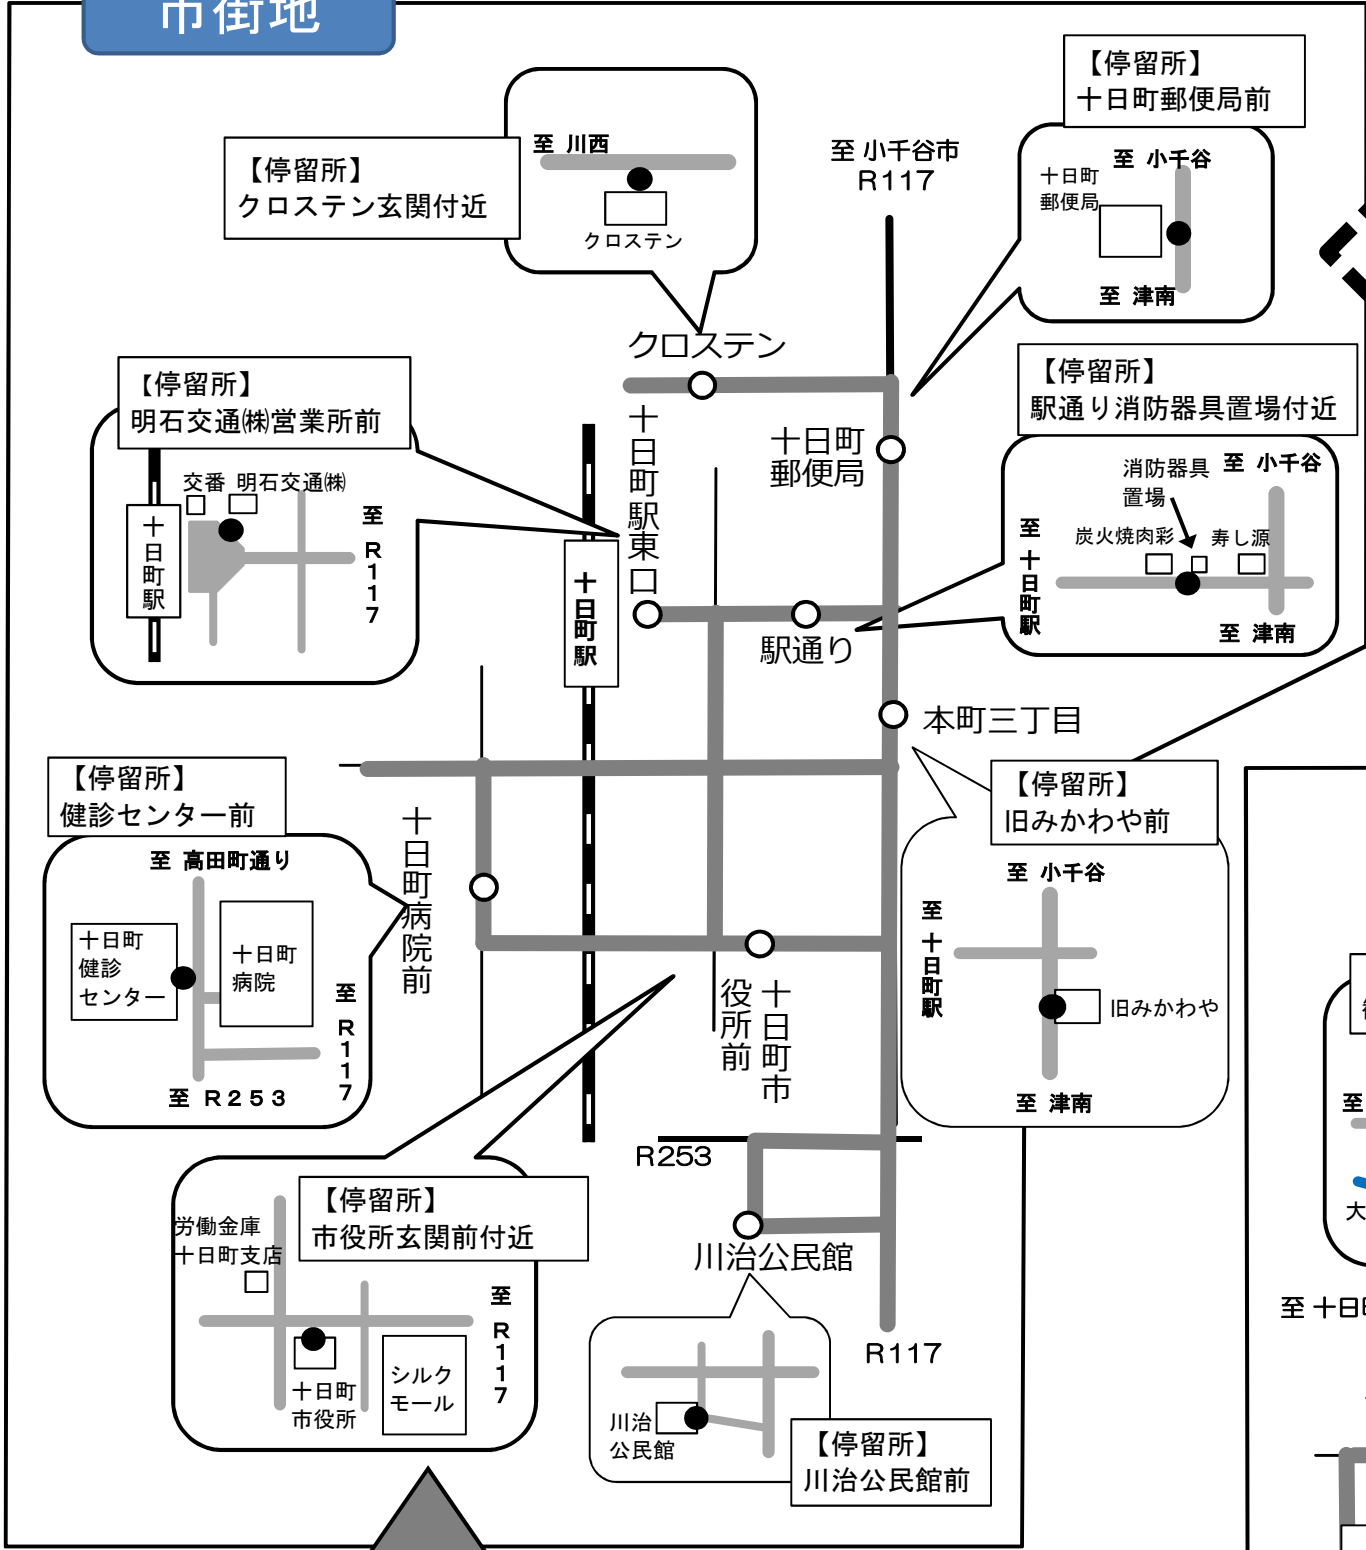 市街地
【停留所】
クロステン玄関付近
至 川西
クロステン
至 小千谷市
R117
【停留所】
十日町郵便局前
至 小千谷
十日町
郵便局
至 津南
クロステン
【停留所】
明石交通㈱営業所前
交番 明石交通㈱
十日町駅
至 R117
十日町駅東口
十日町
郵便局
【停留所】
駅通り消防器具置場付近
消防器具
置場
至 小千谷
炭火焼肉彩
寿し源
至 十日町駅
至 津南
十日町駅
駅通り
本町三丁目
【停留所】
健診センター前
至 高田町通り
十日町
健診
センター
十日町
病院
至 R117
至 R253
十日町病院前
【停留所】
旧みかわや前
至 小千谷
至 十日町駅
旧みかわや
至 津南
十日町市
役所前
R253
【停留所】
市役所玄関前付近
労働金庫
十日町支店
至 R117
十日町
市役所
シルク
モール
川治公民館
R117
川治
公民館
【停留所】
川治公民館前
至
大
至 十日